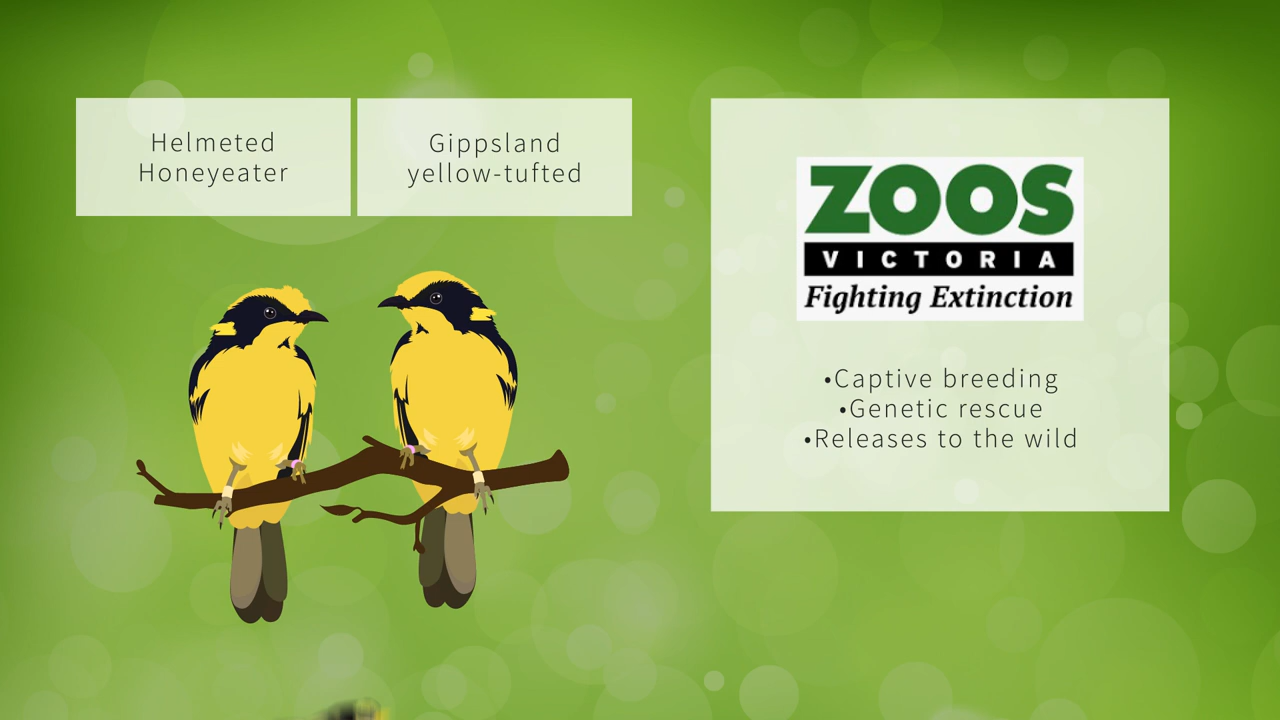 Helmeted
Honeyeater
Gippsland
yellow-tufted
ZOOS
VICTORIA
Fighting Extinction
•Captive breeding
•Genetic rescue
•Releases to the wild